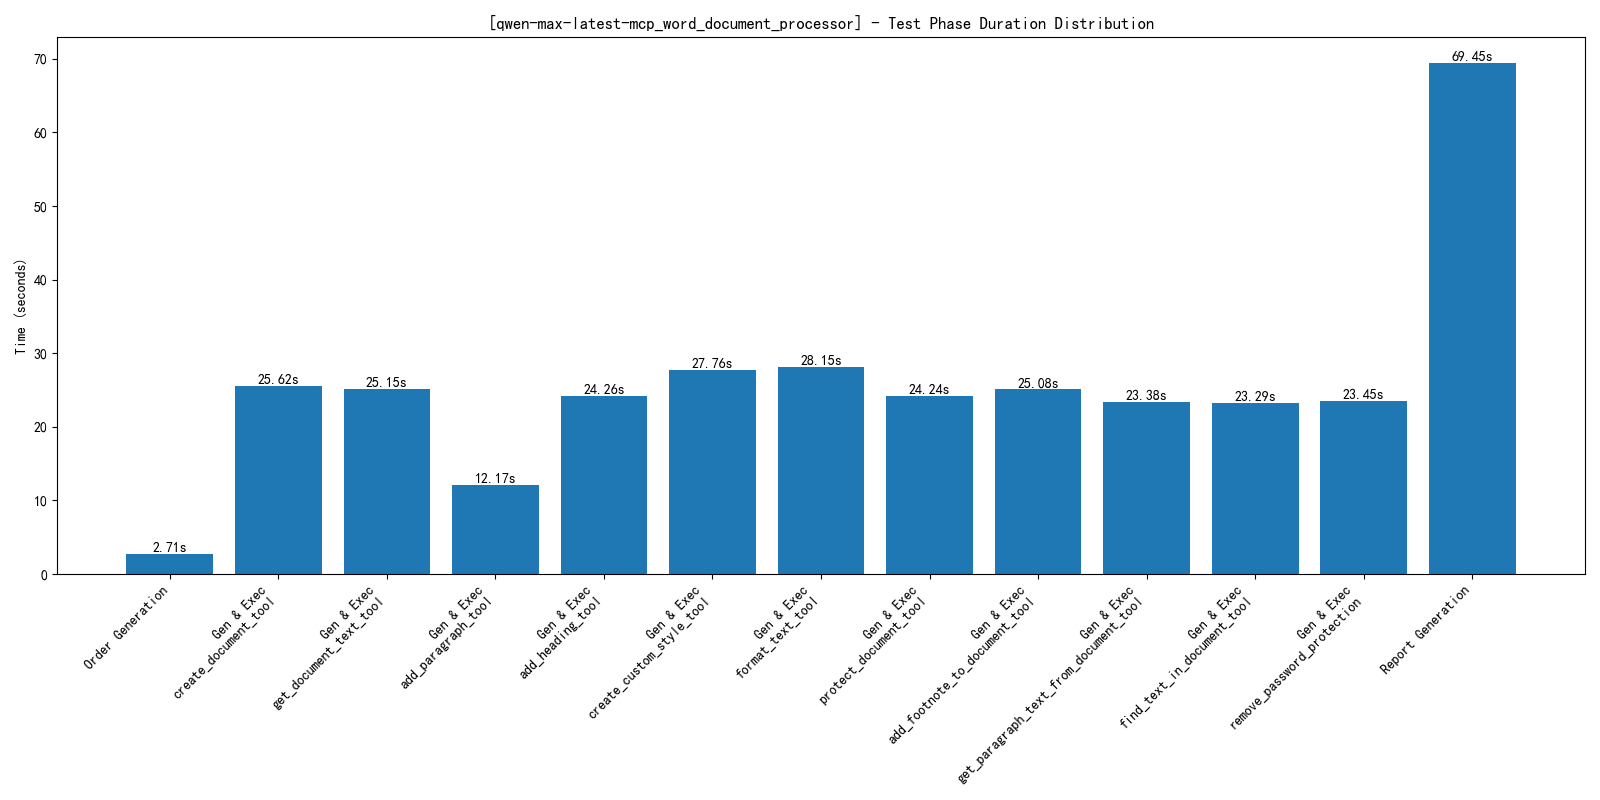 [qwen-max-latest-mcp_word_document_processor] - Test Phase Duration Distribution
Time (seconds)
70
60
50
40
30
20
10
0
2.71s
25.62s
25.15s
12.17s
24.26s
27.76s
28.15s
24.24s
25.08s
23.38s
23.29s
23.45s
69.45s
Order Generation
Gen & Exec
create_document_tool
Gen & Exec
get_document_text_tool
Gen & Exec
add_paragraph_tool
Gen & Exec
add_heading_tool
Gen & Exec
create_custom_style_tool
Gen & Exec
format_text_tool
Gen & Exec
protect_document_tool
Gen & Exec
add_footnote_to_document_tool
Gen & Exec
get_paragraph_text_from_document_tool
Gen & Exec
find_text_in_document_tool
Gen & Exec
remove_password_protection
Report Generation